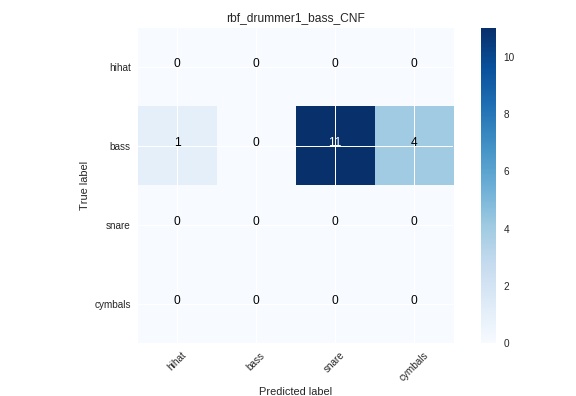 rbf_drummer1_bass_CNF
hihat 0 0 0 0
bass 1 0 11 4
snare 0 0 0 0
cymbals 0 0 0 0
hihat bass snare cymbals
True label
Predicted label
10
8
6
4
2
0